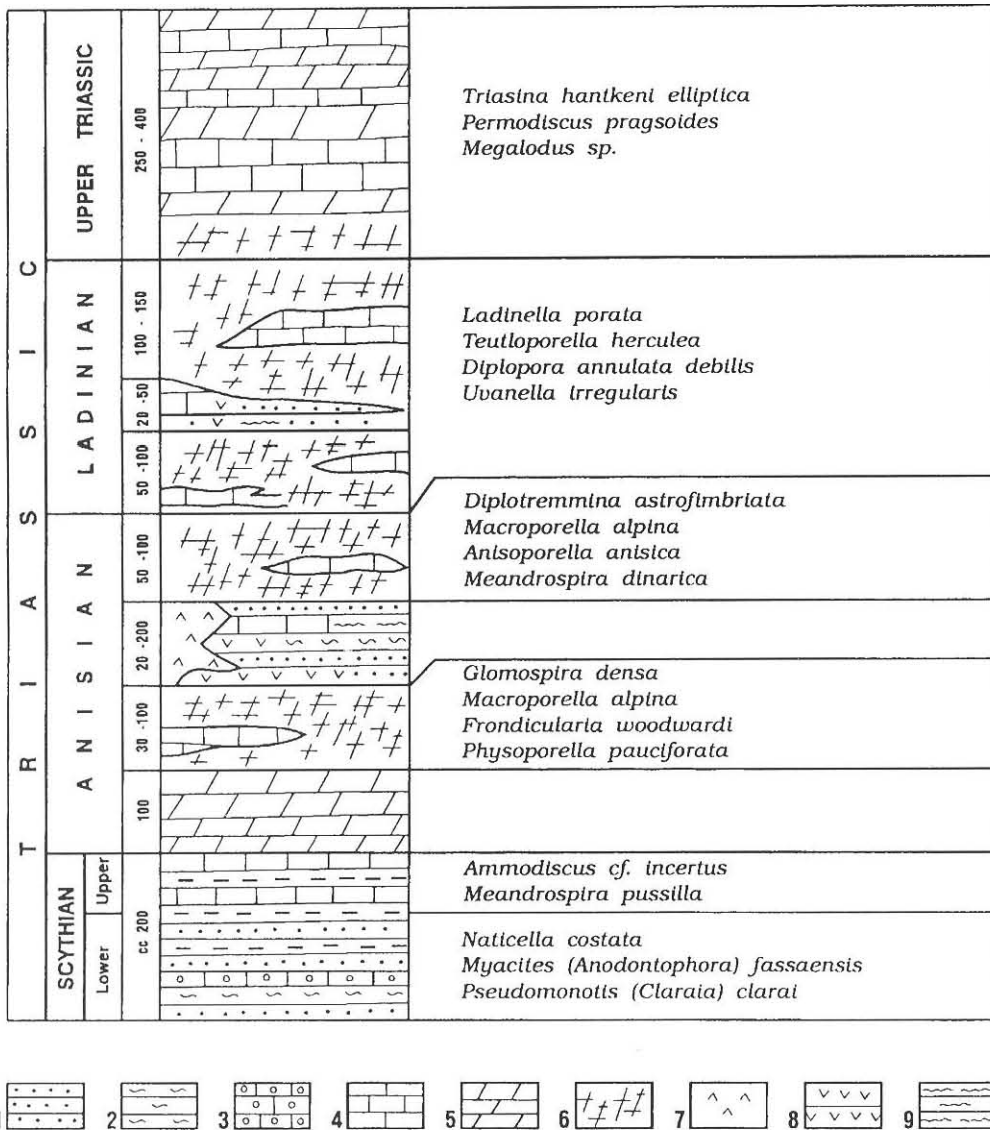 TRIASSIC
UPPER TRIASSIC
250 - 400
Triasina hantkeni elliptica
Permodiscus pragsoides
Megalodus sp.
LADINIAN
100 - 150
20 - 50
50 - 100
Ladinella porata
Teutloporella herculea
Diplopora annulata debilis
Uvanella irregularis
ANISIAN
50 - 100
20 - 200
30 - 100
100
Diplotremmina astrofimbriata
Macroporella alpina
Anisoporella anisica
Meandrospira dinarica
Glomospira densa
Macroporella alpina
Frondicularia woodwardi
Physoporella pauciforata
SCYTHIAN
Upper
Lower
cc 200
Ammodiscus cf. incertus
Meandrospira pussilla
Naticella costata
Myacites (Anodontophora) fassaensis
Pseudomonotis (Claraia) clarai
2 3 4 5 6 7 8 9